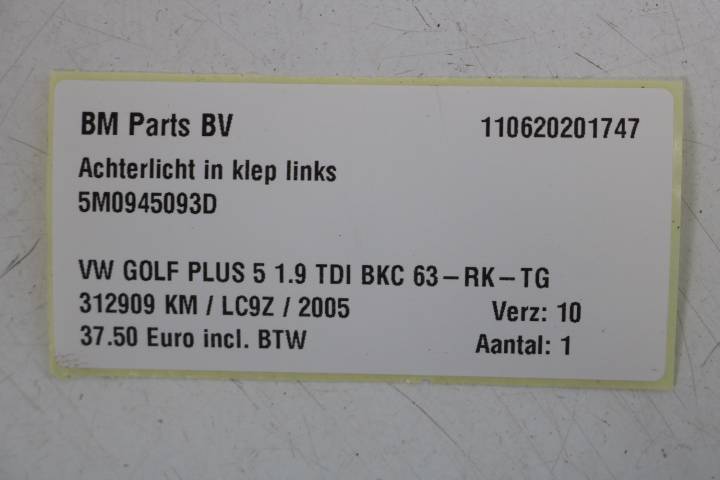 BM Parts BV 110620201747
Achterlicht in klep links
5M0945093D
VW GOLF PLUS 5 1.9 TDI BKC 63-RK-TG
312909 KM / LC9Z / 2005 Verz: 10
37.50 Euro incl. BTW Aantal: 1